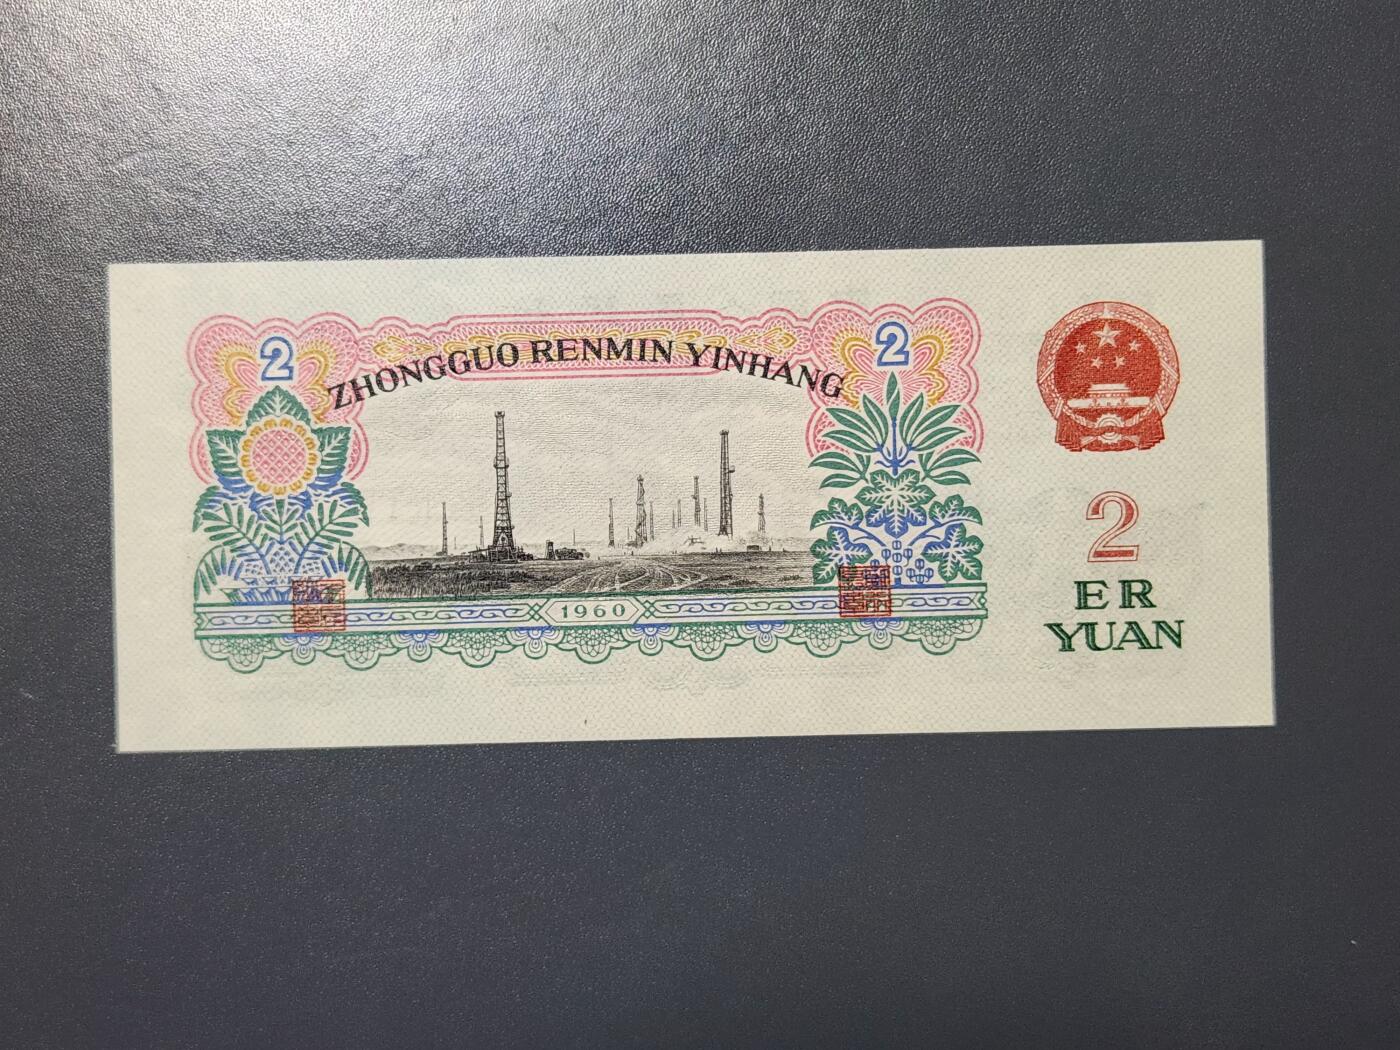 2
2
ZHONGGUO RENMIN YINHANG
1960
2
ER
YUAN